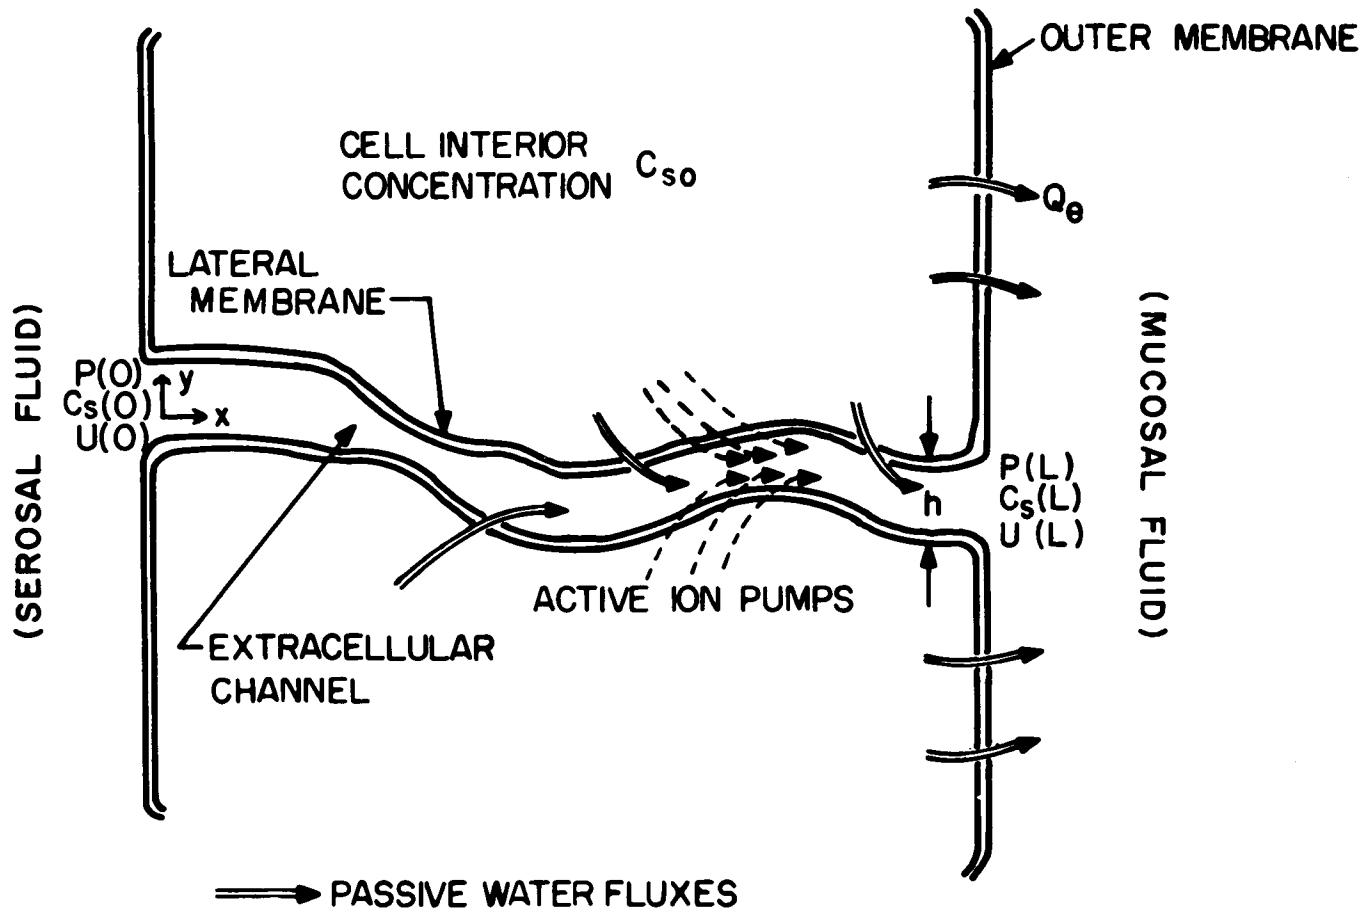 OUTER MEMBRANE
CELL INTERIOR
CONCENTRATION Cso
Qe
LATERAL
MEMBRANE
(SEROSAL FLUID)
(MUCOSAL FLUID)
P(O)
Cs(O)
U(O)
y
x
P(L)
Cs(L)
U(L)
h
ACTIVE ION PUMPS
EXTRACELLULAR
CHANNEL
PASSIVE WATER FLUXES